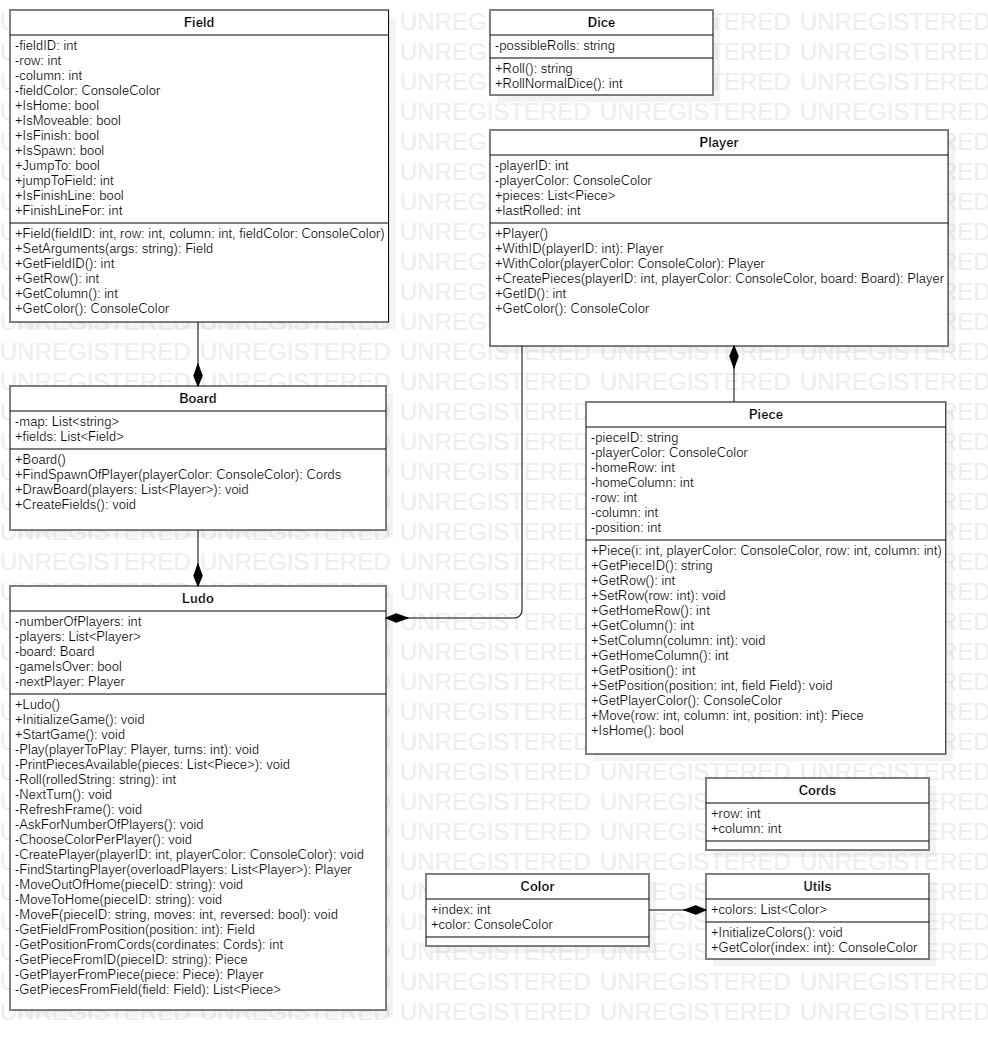 Field
-fieldID: int
-row: int
-column: int
-fieldColor: ConsoleColor
+IsHome: bool
+IsMoveable: bool
+IsFinish: bool
+IsSpawn: bool
+JumpTo: bool
+jumpToField: int
+IsFinishLine: bool
+FinishLineFor: int
+Field(fieldID: int, row: int, column: int, fieldColor: ConsoleColor)
+SetArguments(args: string): Field
+GetFieldID(): int
+GetRow(): int
+GetColumn(): int
+GetColor(): ConsoleColor
Dice
-possibleRolls: string
+Roll(): string
+RollNormalDice(): int
Player
-playerID: int
-playerColor: ConsoleColor
+pieces: List<Piece>
+lastRolled: int
+Player()
+WithID(playerID: int): Player
+WithColor(playerColor: ConsoleColor): Player
+CreatePieces(playerID: int, playerColor: ConsoleColor, board: Board): Player
+GetID(): int
+GetColor(): ConsoleColor
Board
-map: List<string>
+fields: List<Field>
+Board()
+FindSpawnOfPlayer(playerColor: ConsoleColor): Cords
+DrawBoard(players: List<Player>): void
+CreateFields(): void
Piece
-pieceID: string
-playerColor: ConsoleColor
-homeRow: int
-homeColumn: int
-row: int
-column: int
-position: int
+Piece(i: int, playerColor: ConsoleColor, row: int, column: int)
+GetPieceID(): string
+GetRow(): int
+SetRow(row: int): void
+GetHomeRow(): int
+GetColumn(): int
+SetColumn(column: int): void
+GetHomeColumn(): int
+GetPosition(): int
+SetPosition(position: int, field Field): void
+GetPlayerColor(): ConsoleColor
+Move(row: int, column: int, position: int): Piece
+IsHome(): bool
Ludo
-numberOfPlayers: int
-players: List<Player>
-board: Board
-gameIsOver: bool
-nextPlayer: Player
+Ludo()
+InitializeGame(): void
+StartGame(): void
-Play(playerToPlay: Player, turns: int): void
-PrintPiecesAvailable(pieces: List<Piece>): void
-Roll(rolledString: string): int
-NextTurn(): void
-RefreshFrame(): void
-AskForNumberOfPlayers(): void
-ChooseColorPerPlayer(): void
-CreatePlayer(playerID: int, playerColor: ConsoleColor): void
-FindStartingPlayer(overloadPlayers: List<Player>): Player
-MoveOutOfHome(pieceID: string): void
-MoveToHome(pieceID: string): void
-MoveF(pieceID: string, moves: int, reversed: bool): void
-GetFieldFromPosition(position: int): Field
-GetPositionFromCords(cordinates: Cords): int
-GetPieceFromID(pieceID: string): Piece
-GetPlayerFromPiece(piece: Piece): Player
-GetPiecesFromField(field: Field): List<Piece>
Cords
+row: int
+column: int
Color
+index: int
+color: ConsoleColor
Utils
+colors: List<Color>
+InitializeColors(): void
+GetColor(index: int): ConsoleColor
UNREGISTERED